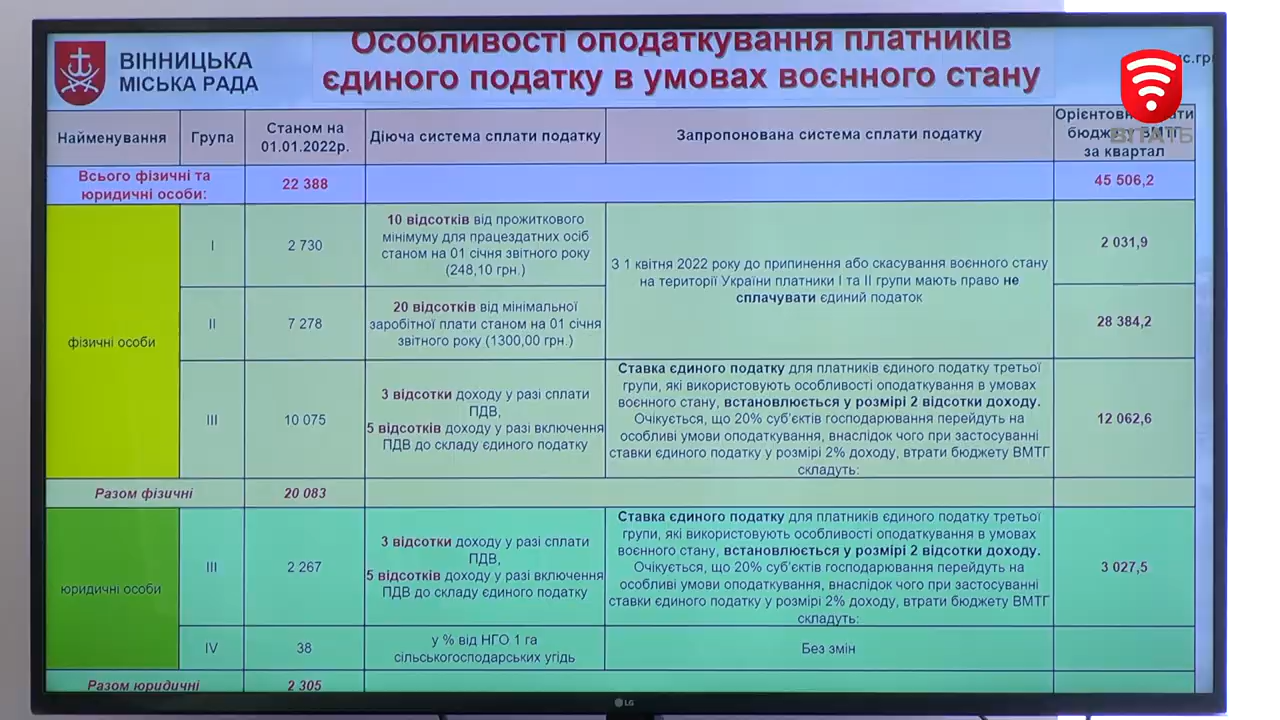 ВІННИЦЬКА
МІСЬКА РАДА
Особливості оподаткування платників
єдиного податку в умовах воєнного стану
Найменування
Група
Станом на
01.01.2022р.
Діюча система сплати податку
Запропонована система сплати податку
бюджету ВМТГ
за квартал
ВІТАТБ
Всього фізичні та
юридичні особи:
22 388
45 506,2
фізичні особи
I
2 730
10 відсотків від прожиткового
мінімуму для працездатних осіб
станом на 01 січня звітного року
(248,10 грн.)
З 1 квітня 2022 року до припинення або скасування воєнного стану
на території України платники I та II групи мають право не
сплачувати єдиний податок
2 031,9
II
7 278
20 відсотків від мінімальної
заробітної плати станом на 01 січня
звітного року (1300,00 грн.)
28 384,2
III
10 075
3 відсотки доходу у разі сплати
ПДВ,
5 відсотків доходу у разі включення
ПДВ до складу єдиного податку
Ставка єдиного податку для платників єдиного податку третьої
групи, які використовують особливості оподаткування в умовах
воєнного стану, встановлюється у розмірі 2 відсотки доходу.
Очікується, що 20% суб'єктів господарювання перейдуть на
особливі умови оподаткування, внаслідок чого при застосуванні
ставки єдиного податку у розмірі 2% доходу, втрати бюджету ВМТГ
складуть:
12 062,6
Разом фізичні
20 083
юридичні особи
III
2 267
3 відсотки доходу у разі сплати
ПДВ,
5 відсотків доходу у разі включення
ПДВ до складу єдиного податку
Ставка єдиного податку для платників єдиного податку третьої
групи, які використовують особливості оподаткування в умовах
воєнного стану, встановлюється у розмірі 2 відсотки доходу.
Очікується, що 20% суб'єктів господарювання перейдуть на
особливі умови оподаткування, внаслідок чого при застосуванні
ставки єдиного податку у розмірі 2% доходу, втрати бюджету ВМТГ
складуть:
3 027,5
IV
38
у % від НГО 1 га
сільськогосподарських угідь
Без змін
Разом юридичні
2 305
LG